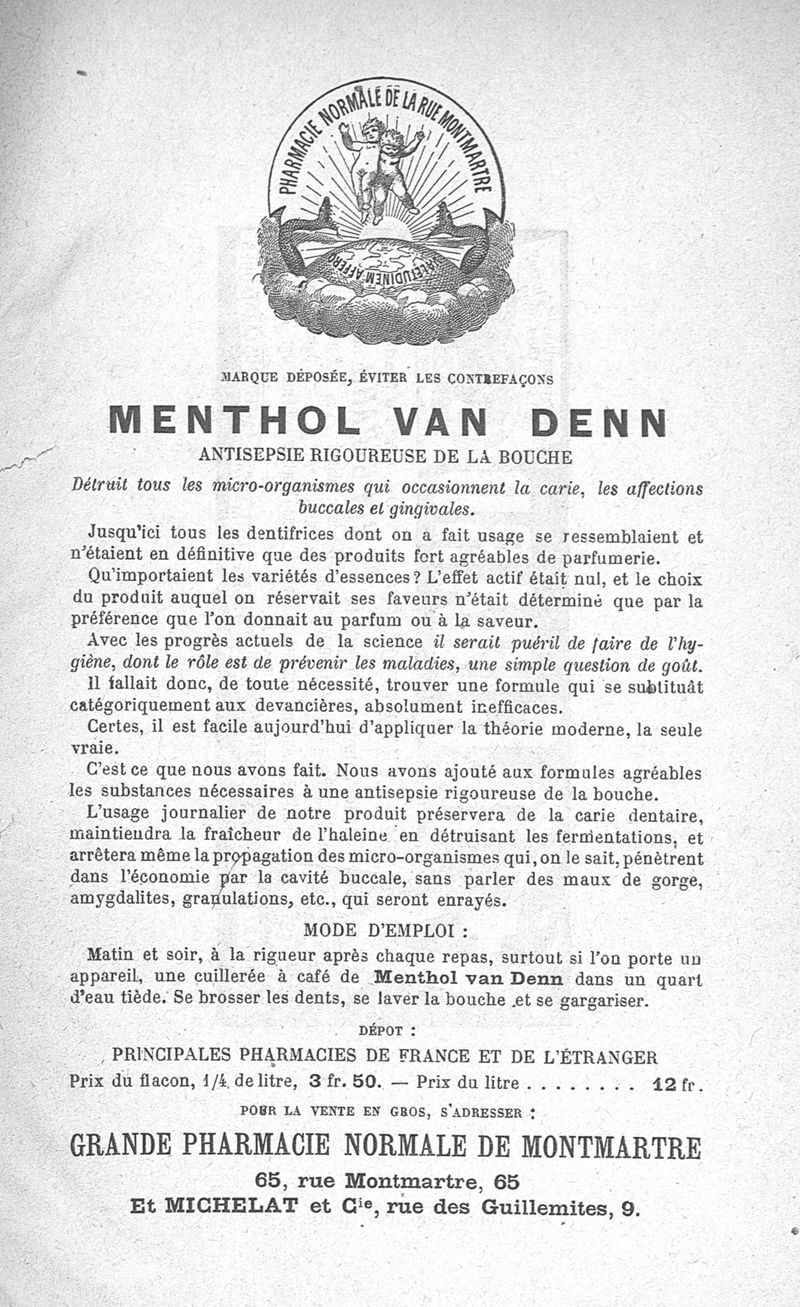 PHARMACIE NORMALE DE LA RUE MONTMARTRE
VALETUDINEM AFFERO
MARQUE DÉPOSÉE, ÉVITER LES CONTREFAÇONS
MENTHOL VAN DENN
ANTISEPSIE RIGOUREUSE DE LA BOUCHE
Détruit tous les micro-organismes qui occasionnent la carie, les affections
buccales et gingivales.
Jusqu'ici tous les dentifrices dont on a fait usage se ressemblaient et
n'étaient en définitive que des produits fort agréables de parfumerie.
Qu'importaient les variétés d'essences ? L'effet actif était nul, et le choix
du produit auquel on réservait ses faveurs n'était déterminé que par la
préférence que l'on donnait au parfum ou à la saveur.
Avec les progrès actuels de la science il serait puéril de faire de l'hy-
giène, dont le rôle est de prévenir les maladies, une simple question de goût.
Il fallait donc, de toute nécessité, trouver une formule qui se subtituât
catégoriquement aux devancières, absolument inefficaces.
Certes, il est facile aujourd'hui d'appliquer la théorie moderne, la seule
vraie.
C'est ce que nous avons fait. Nous avons ajouté aux formules agréables
les substances nécessaires à une antisepsie rigoureuse de la bouche.
L'usage journalier de notre produit préservera de la carie dentaire,
maintiendra la fraîcheur de l'haleine en détruisant les fermentations, et
arrêtera même la propagation des micro-organismes qui, on le sait, pénètrent
dans l'économie par la cavité buccale, sans parler des maux de gorge,
amygdalites, granulations, etc., qui seront enrayés.
MODE D'EMPLOI :
Matin et soir, à la rigueur après chaque repas, surtout si l'on porte un
appareil, une cuillerée à café de Menthol van Denn dans un quart
d'eau tiède. Se brosser les dents, se laver la bouche et se gargariser.
DÉPOT :
PRINCIPALES PHARMACIES DE FRANCE ET DE L'ÉTRANGER
Prix du flacon, 1/4 de litre, 3 fr. 50. — Prix du litre . . . . . . . . 12 fr.
POUR LA VENTE EN GROS, S'ADRESSER :
GRANDE PHARMACIE NORMALE DE MONTMARTRE
65, rue Montmartre, 65
Et MICHELAT et Cie, rue des Guillemites, 9.